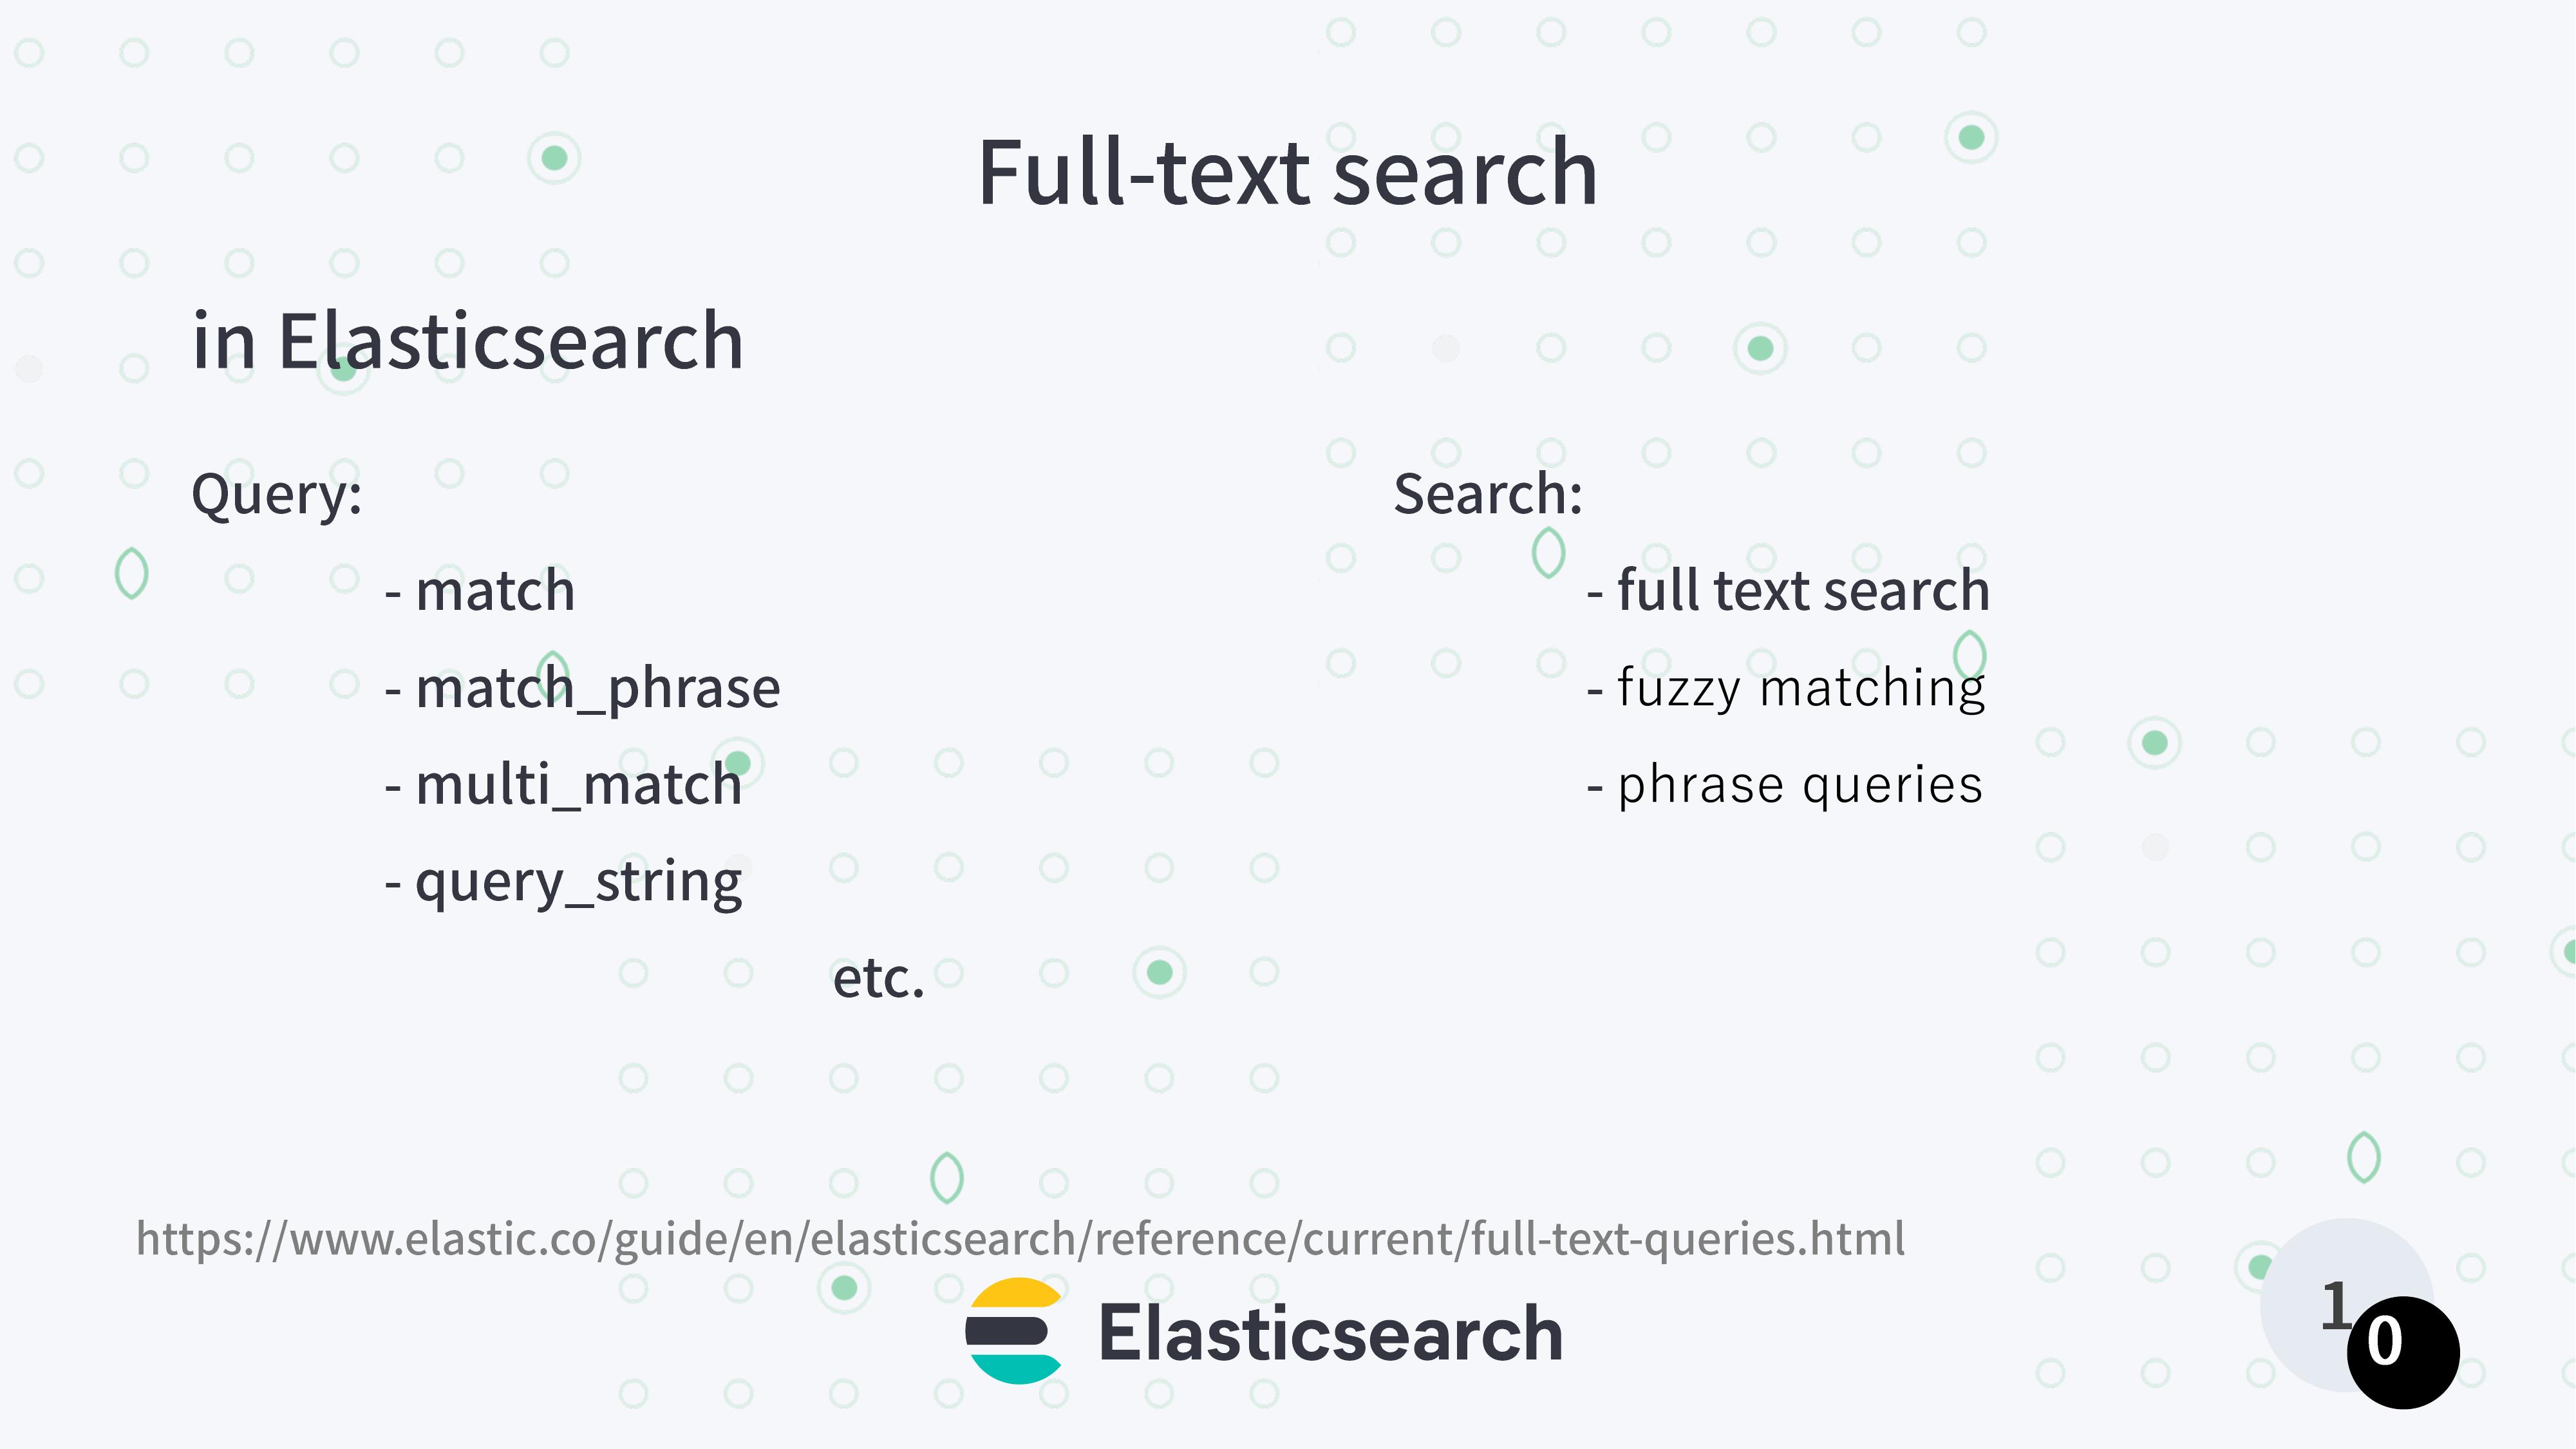 Full-text search
in Elasticsearch
Query:
- match
- match_phrase
- multi_match
- query_string
etc.
Search:
- full text search
- fuzzy matching
- phrase queries
https://www.elastic.co/guide/en/elasticsearch/reference/current/full-text-queries.html
Elasticsearch
10